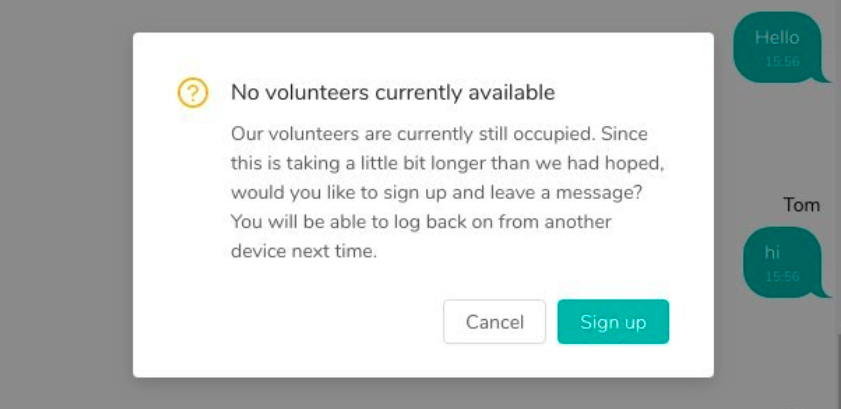 Hello
15:56
No volunteers currently available
Our volunteers are currently still occupied. Since
this is taking a little bit longer than we had hoped,
would you like to sign up and leave a message?
You will be able to log back on from another
device next time.
Tom
hi
15:56
Cancel
Sign up